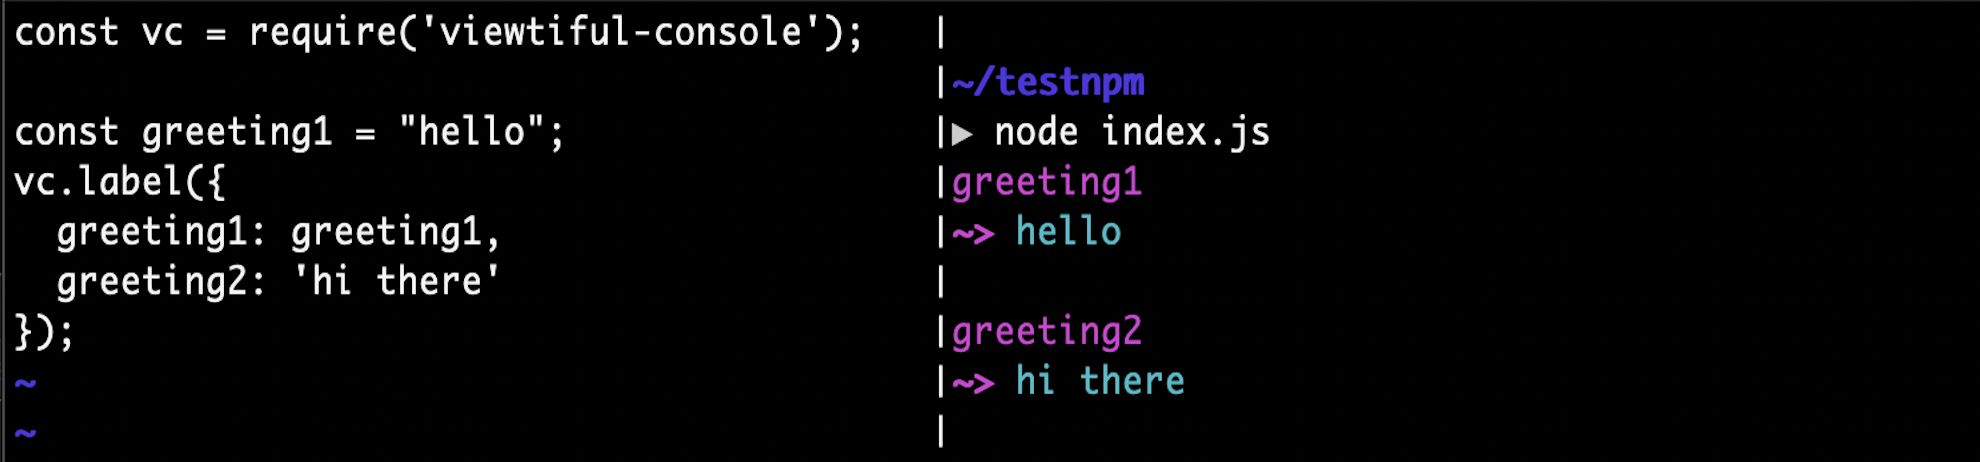 const vc = require('viewtiful-console');

const greeting1 = "hello";
vc.label({
  greeting1: greeting1,
  greeting2: 'hi there'
});
~
~
~/testnpm
▶ node index.js
greeting1
~> hello

greeting2
~> hi there